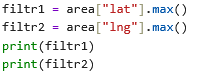 filtr1 = area["lat"].max()
filtr2 = area["lng"].max()
print(filtr1)
print(filtr2)